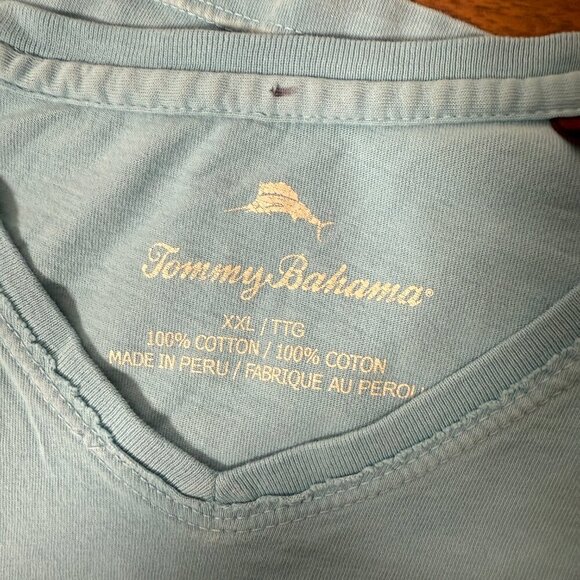 Tommy Bahama®
XXL / TTG
100% COTTON / 100% COTON
MADE IN PERU / FABRIQUE AU PEROU